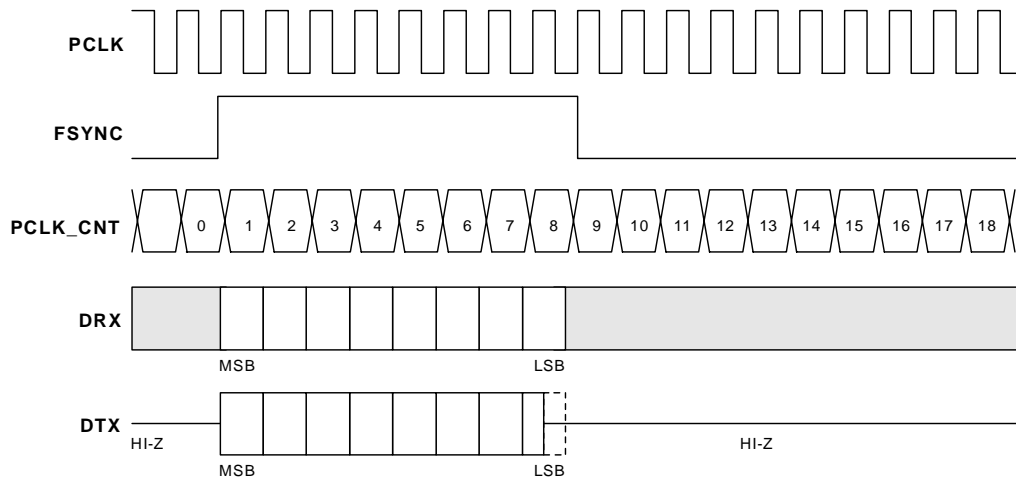 PCLK
FSYNC
PCLK_CNT 0 1 2 3 4 5 6 7 8 9 10 11 12 13 14 15 16 17 18
DRX
MSB LSB
DTX
HI-Z HI-Z
MSB LSB